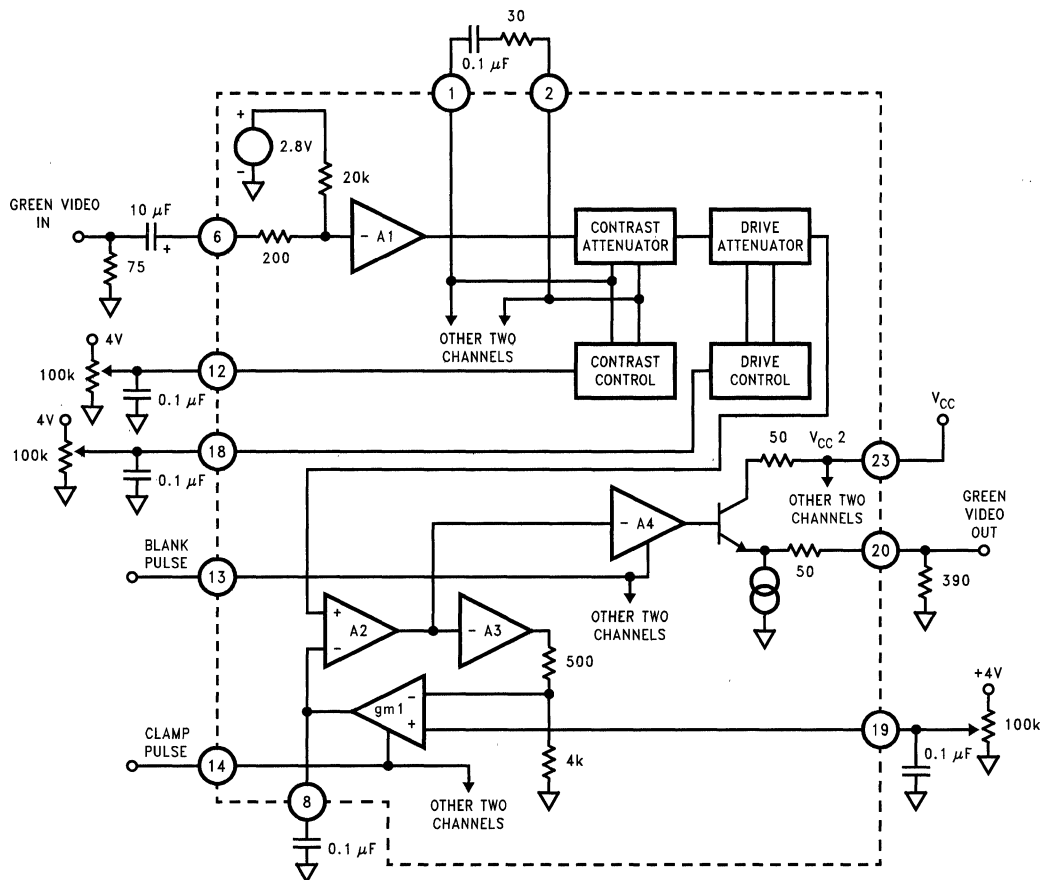 30
0.1 μF
1
2
+
2.8V
-
20k
GREEN VIDEO
IN
10 μF
+
6
200
75
- A1
CONTRAST
ATTENUATOR
DRIVE
ATTENUATOR
OTHER TWO
CHANNELS
4V
100k
12
0.1 μF
CONTRAST
CONTROL
DRIVE
CONTROL
4V
100k
18
0.1 μF
50
VCC 2
VCC
23
OTHER TWO
CHANNELS
GREEN
VIDEO
OUT
- A4
50
20
390
BLANK
PULSE
13
OTHER TWO
CHANNELS
+
A2
-
- A3
500
gm1
-
+
+4V
19
100k
0.1 μF
CLAMP
PULSE
14
4k
OTHER TWO
CHANNELS
8
0.1 μF